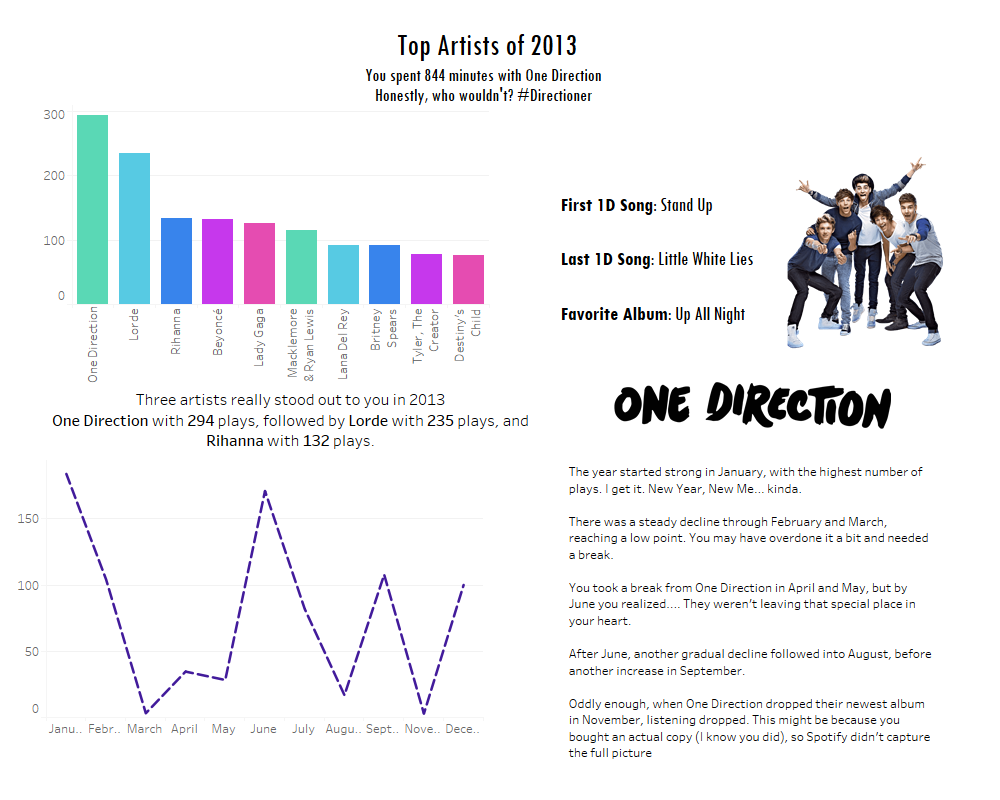 Top Artists of 2013
You spent 844 minutes with One Direction
Honestly, who wouldn't? #Directioner
300
200
100
0
One Direction
Lorde
Rihanna
Beyoncé
Lady Gaga
Macklemore
& Ryan Lewis
Lana Del Rey
Britney
Spears
Tyler, The
Creator
Destiny's
Child
First 1D Song: Stand Up
Last 1D Song: Little White Lies
Favorite Album: Up All Night
ONE DIRECTION
Three artists really stood out to you in 2013
One Direction with 294 plays, followed by Lorde with 235 plays, and
Rihanna with 132 plays.
150
100
50
0
Janu..
Febr..
March
April
May
June
July
Augu..
Sept..
Nove..
Dece..
The year started strong in January, with the highest number of
plays. I get it. New Year, New Me... kinda.
There was a steady decline through February and March,
reaching a low point. You may have overdone it a bit and needed
a break.
You took a break from One Direction in April and May, but by
June you realized.... They weren't leaving that special place in
your heart.
After June, another gradual decline followed into August, before
another increase in September.
Oddly enough, when One Direction dropped their newest album
in November, listening dropped. This might be because you
bought an actual copy (I know you did), so Spotify didn't capture
the full picture